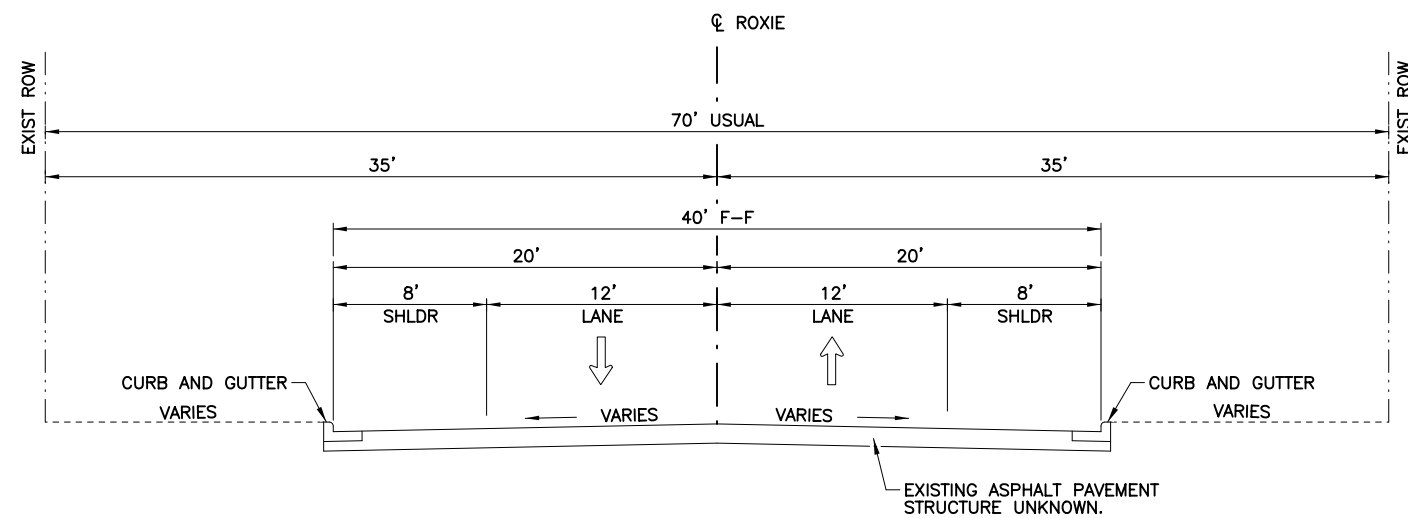 ℄ ROXIE
EXIST ROW
EXIST ROW
70' USUAL
35'
35'
40' F-F
20'
20'
8'
12'
12'
8'
SHLDR
LANE
LANE
SHLDR
CURB AND GUTTER
CURB AND GUTTER
VARIES
VARIES
VARIES
VARIES
EXISTING ASPHALT PAVEMENT
STRUCTURE UNKNOWN.